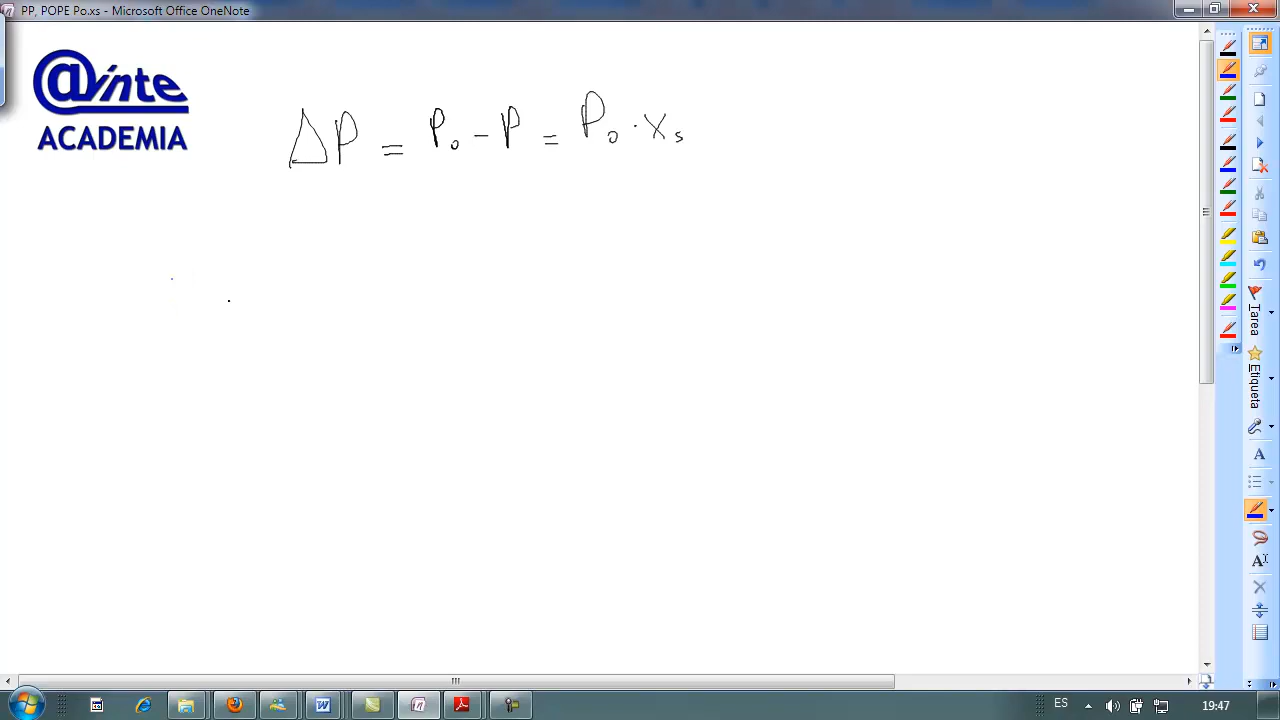 PP, POPE Po.xs - Microsoft Office OneNote
@inte
ACADEMIA
ΔP = P₀ - P = P₀ · Xₛ
Tarea
Etiqueta
A
A
ES
19:47